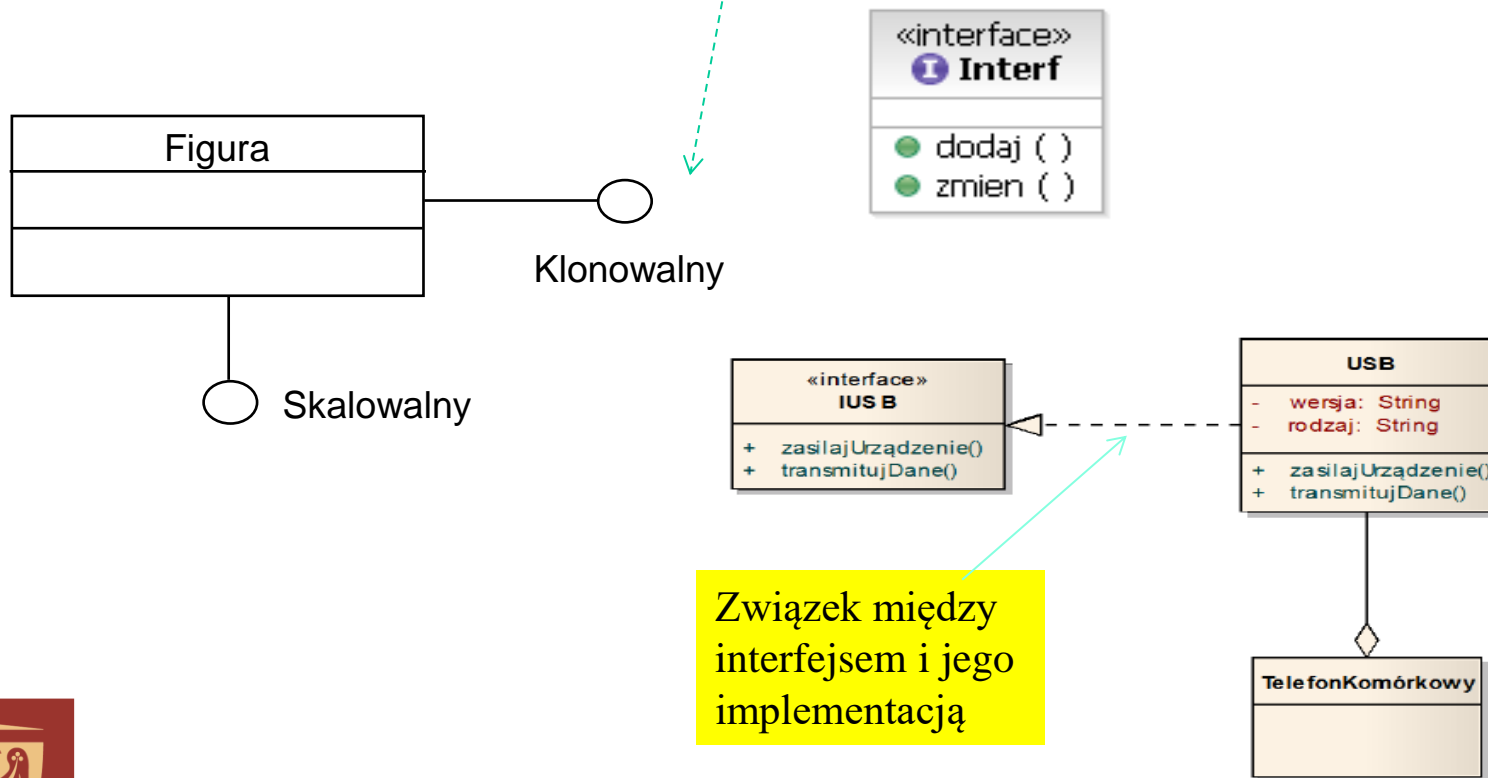 «interface»
Interf
dodaj ( )
zmien ( )
Figura
Klonowalny
Skalowalny
«interface»
IUSB
+ zasilajUrządzenie()
+ transmitujDane()
USB
- wersja: String
- rodzaj: String
+ zasilajUrządzenie()
+ transmitujDane()
Związek między
interfejsem i jego
implementacją
TelefonKomórkowy